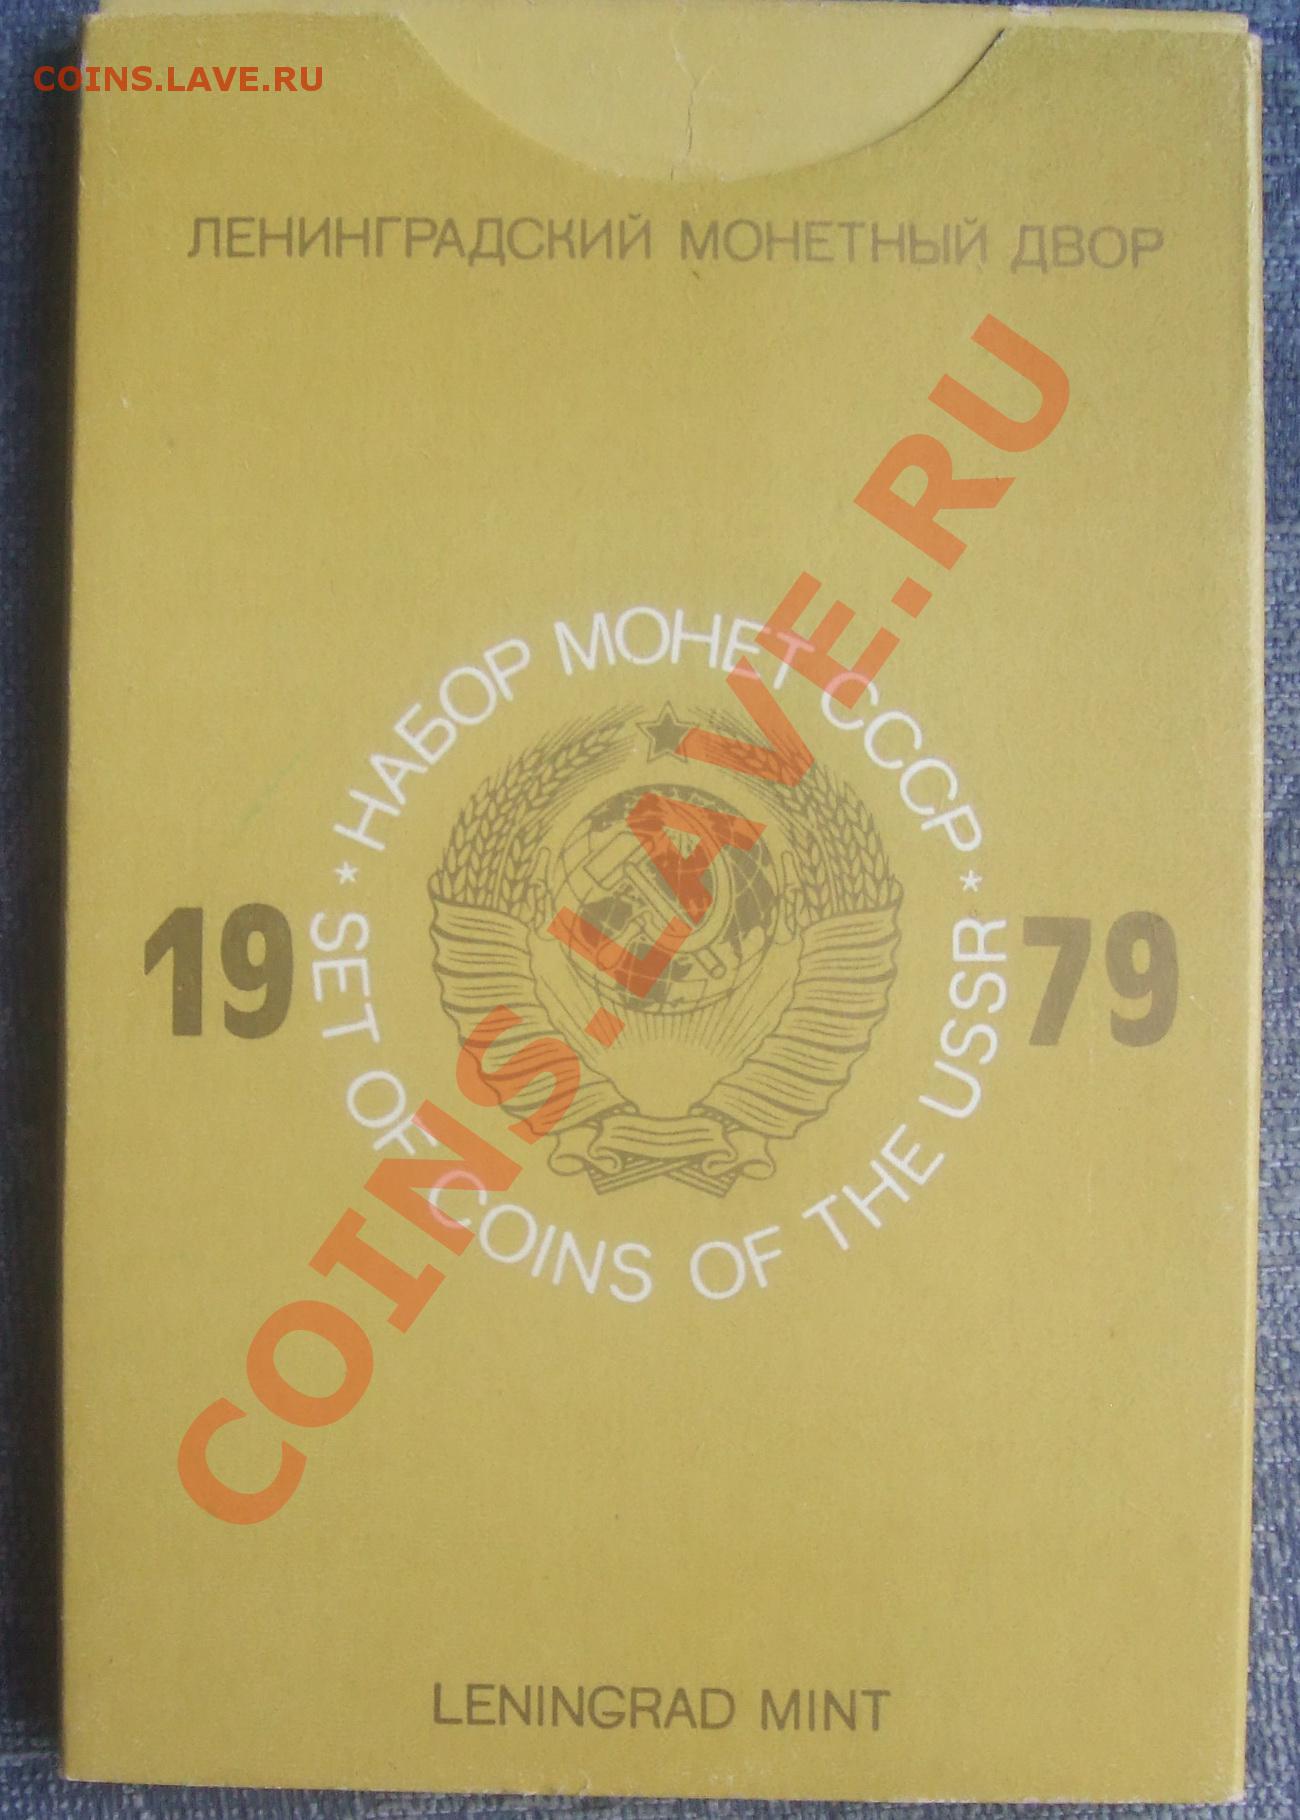 COINS.LAVE.RU
ЛЕНИНГРАДСКИЙ МОНЕТНЫЙ ДВОР
* НАБОР МОНЕТ СССР *
19 79
SET OF COINS OF THE USSR
COINS.LAVE.RU
LENINGRAD MINT